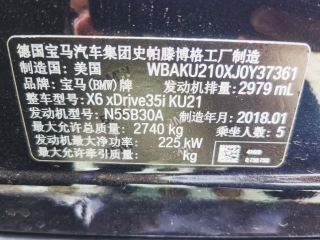 德国宝马汽车集团史帕滕博格工厂制造
制造国：美国 WBAKU210XJ0Y37361
品牌：宝马(BMW)牌 发动机排量：2979 mL
整车型号：X6 xDrive35i KU21
发动机型号：N55B30A 制造年月：2018.01
最大允许总质量：2740 kg 乘坐人数：5
发动机最大净功率：225 kW
最大允许牵引质量： kg